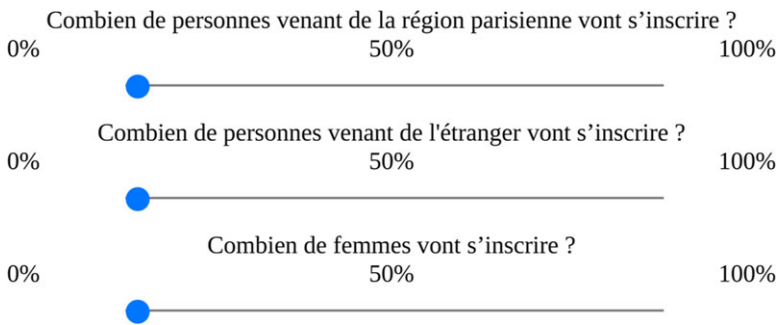 Combien de personnes venant de la région parisienne vont s’inscrire ?
0% 50% 100%
Combien de personnes venant de l'étranger vont s’inscrire ?
0% 50% 100%
Combien de femmes vont s’inscrire ?
0% 50% 100%